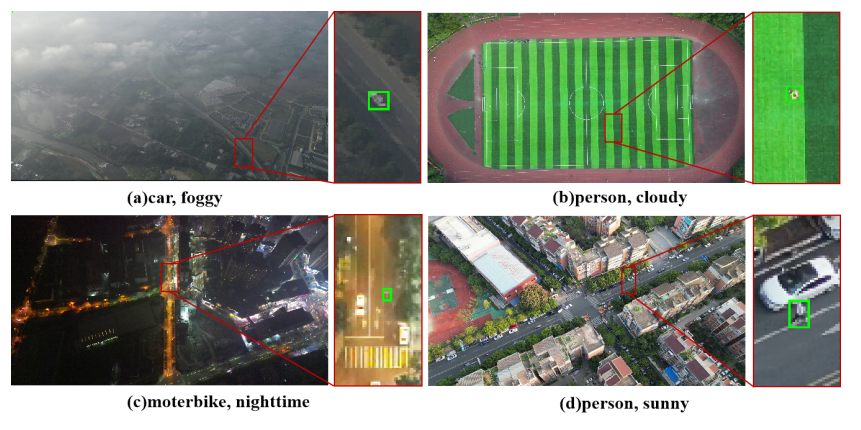 (a)car, foggy
(b)person, cloudy
(c)moterbike, nighttime
(d)person, sunny